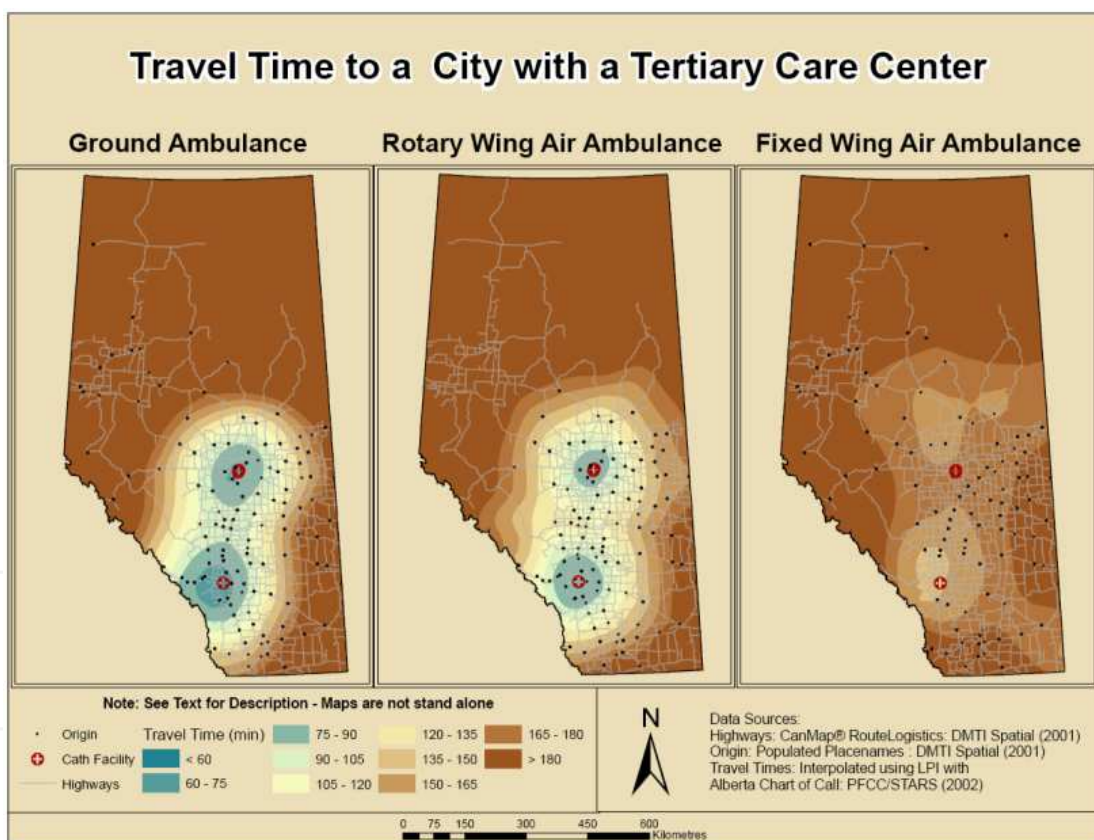 Travel Time to a City with a Tertiary Care Center
Ground Ambulance
Rotary Wing Air Ambulance
Fixed Wing Air Ambulance
Note: See Text for Description - Maps are not stand alone
Origin
Cath Facility
Highways
Travel Time (min)
< 60
60 - 75
75 - 90
90 - 105
105 - 120
120 - 135
135 - 150
150 - 165
165 - 180
> 180
N
Data Sources:
Highways: CanMap® RouteLogistics: DMTI Spatial (2001)
Origin: Populated Placenames : DMTI Spatial (2001)
Travel Times: Interpolated using LPI with
Alberta Chart of Call: PFCC/STARS (2002)
0 75 150 300 450 600
Kilometres